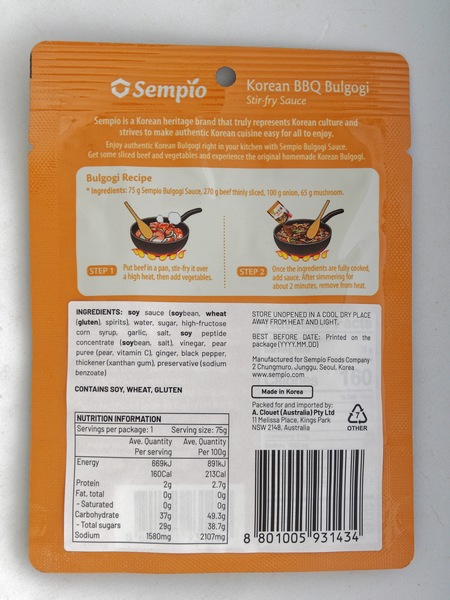 Sempio
Korean BBQ Bulgogi
Stir-fry Sauce
Sempio is a Korean heritage brand that truly represents Korean culture and
strives to make authentic Korean cuisine easy for all to enjoy.
Enjoy authentic Korean Bulgogi right in your kitchen with Sempio Bulgogi Sauce.
Get some sliced beef and vegetables and experience the original homemade Korean Bulgogi.
Bulgogi Recipe
* Ingredients: 75 g Sempio Bulgogi Sauce, 270 g beef thinly sliced, 100 g onion, 65 g mushroom.
STEP 1
Put beef in a pan, stir-fry it over
a high heat, then add vegetables.
STEP 2
Once the ingredients are fully cooked,
add sauce. After simmering for
about 2 minutes, remove from heat.
INGREDIENTS: soy sauce (soybean, wheat
(gluten), spirits), water, sugar, high-fructose
corn syrup, garlic, salt, soy peptide
concentrate (soybean, salt), vinegar, pear
puree (pear, vitamin C), ginger, black pepper,
thickener (xanthan gum), preservative (sodium
benzoate)
CONTAINS SOY, WHEAT, GLUTEN
NUTRITION INFORMATION
Servings per package: 1 Serving size: 75g
Ave. Quantity Ave. Quantity
Per serving Per 100g
Energy 669kJ 891kJ
160Cal 213Cal
Protein 2g 2.7g
Fat, total 0g 0g
- Saturated 0g 0g
Carbohydrate 37g 49.3g
- Total sugars 29g 38.7g
Sodium 1580mg 2107mg
STORE UNOPENED IN A COOL DRY PLACE
AWAY FROM HEAT AND LIGHT.
BEST BEFORE DATE: Printed on the
package (YYYY.MM.DD)
Manufactured for Sempio Foods Company
2 Chungmuro, Junggu, Seoul, Korea
www.sempio.com
Made in Korea
Packed for and imported by:
A. Clouet (Australia) Pty Ltd
11 Melissa Place, Kings Park
NSW 2148, Australia
7
OTHER
8 801005 931434